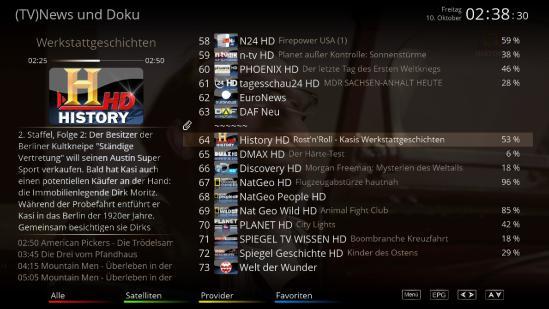 (TV)News und Doku
Freitag
10. Oktober
02:38:30
Werkstattgeschichten
02:25
02:50
H HD
HISTORY
2. Staffel, Folge 2: Der Besitzer der
Berliner Kultkneipe "Ständige
Vertretung" will seinen Austin Super
Sport verkaufen. Bald hat Kasi auch
einen potentiellen Käufer an der Hand:
die Immobilienlegende Dirk Moritz.
Während der Probefahrt entführt er
Kasi in das Berlin der 1920er Jahre.
Gemeinsam besichtigen sie Dirks
02:50 American Pickers - Die Trödelsam
03:45 Die Drei vom Pfandhaus
04:15 Mountain Men - Überleben in der
05:05 Mountain Men - Überleben in der
58 N24 HD Firepower USA (1) 59 %
59 n-tv HD Planet außer Kontrolle: Sonnenstürme 38 %
60 PHOENIX HD Der letzte Tag des Ersten Weltkriegs 46 %
61 tagesschau24 HD MDR SACHSEN-ANHALT HEUTE 28 %
62 EuroNews
63 DAF Neu
~~~~~~
64 History HD Rost'n'Roll - Kasis Werkstattgeschichten 53 %
65 DMAX HD Der Härte-Test 6 %
66 Discovery HD Morgan Freeman: Mysterien des Weltalls 18 %
67 NatGeo HD Flugzeugabstürze hautnah 96 %
68 NatGeo People HD
69 Nat Geo Wild HD Animal Fight Club 85 %
70 PLANET HD City Lights 42 %
71 SPIEGEL TV WISSEN HD Boombranche Kreuzfahrt 18 %
72 Spiegel Geschichte HD Kinder des Ostens 29 %
73 Welt der Wunder
Alle
Satelliten
Provider
Favoriten
Menü
EPG